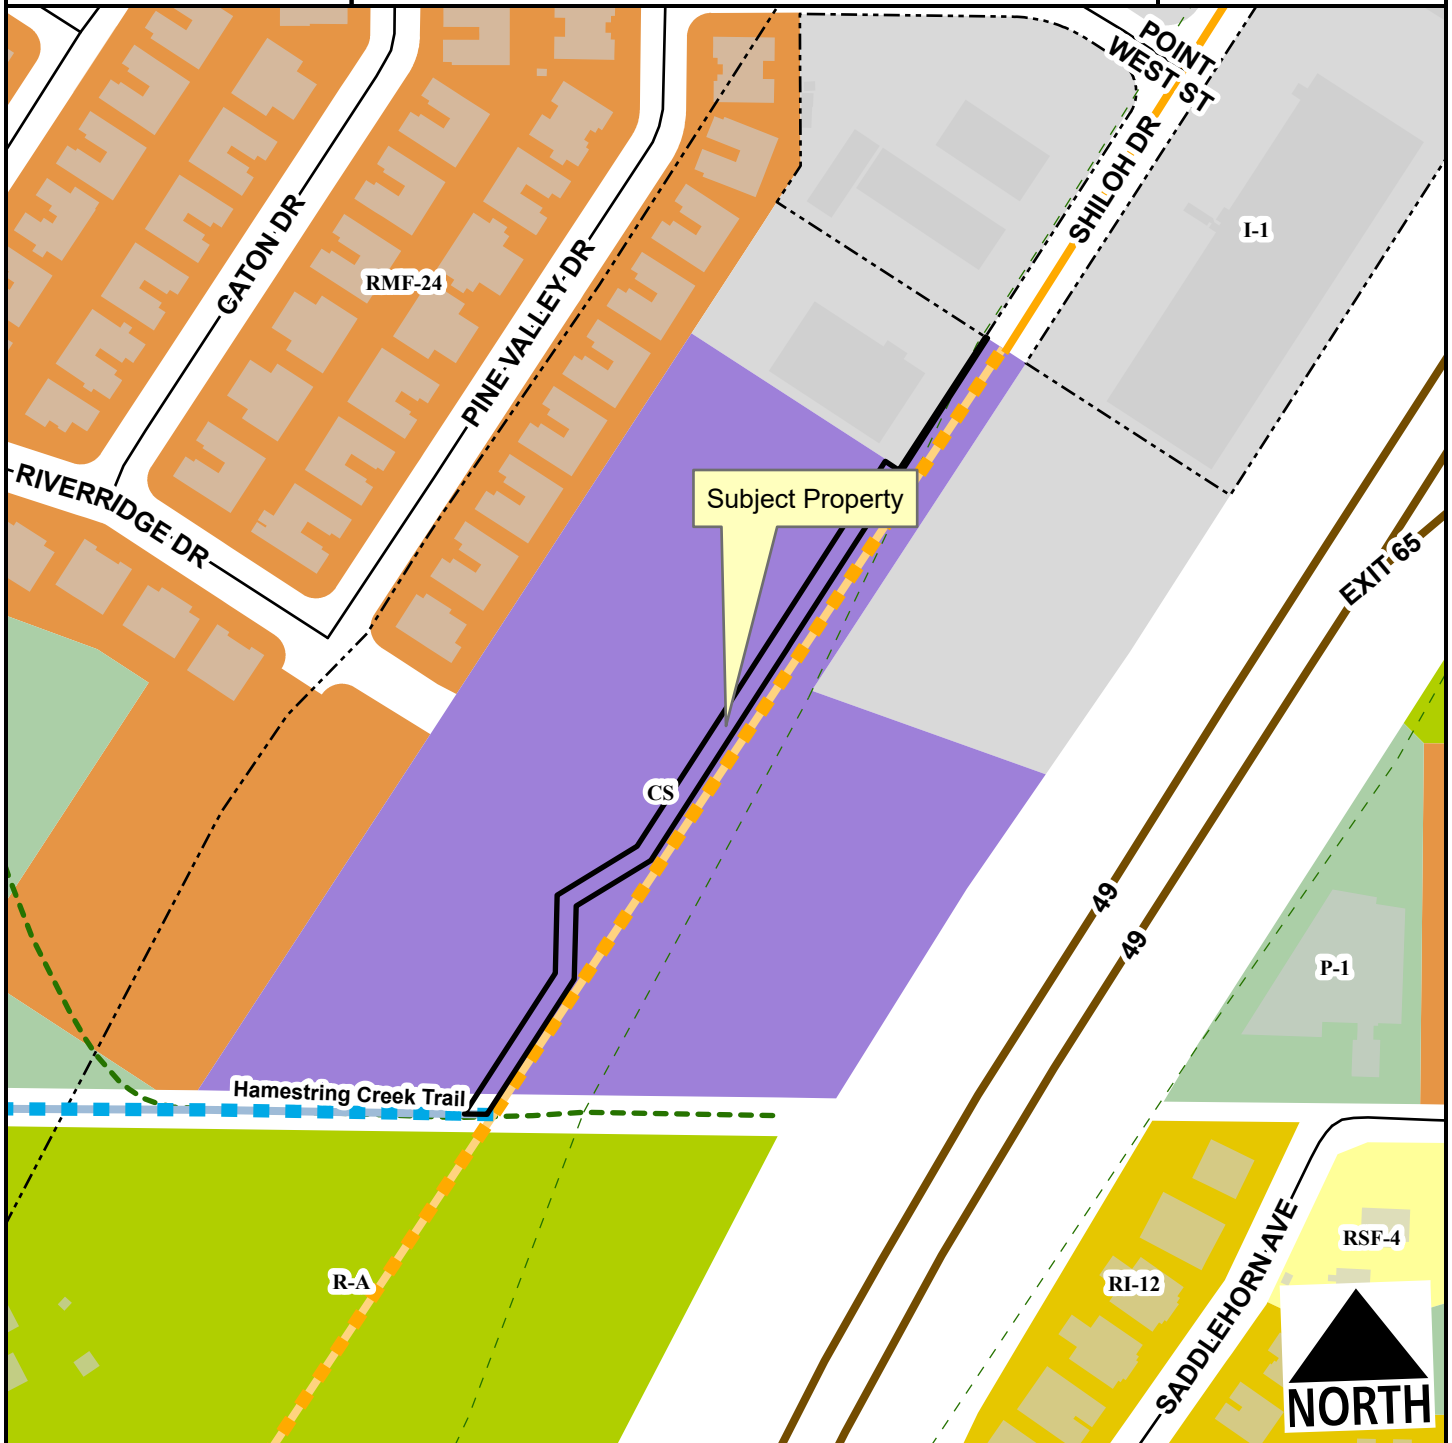 POINT
WEST ST
SHILOH DR
I-1
GATON DR
RMF-24
PINE VALLEY DR
RIVERRIDGE DR
Subject Property
EXIT 65
CS
49
49
P-1
Hamestring Creek Trail
R-A
RSF-4
RI-12
SADDLEHORN AVE
NORTH